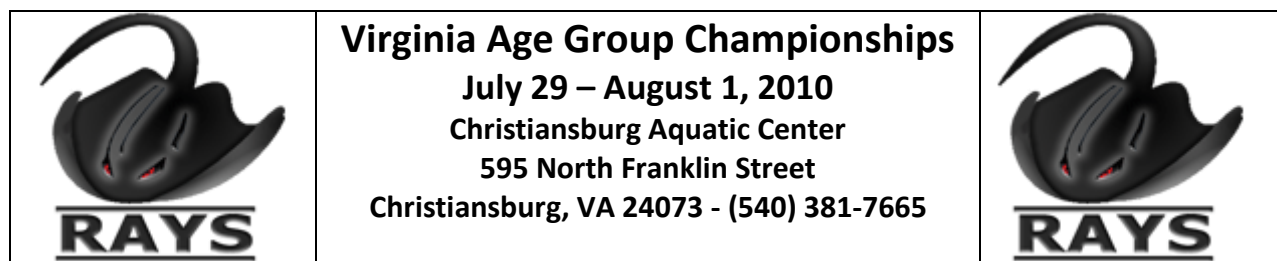 RAYS
Virginia Age Group Championships
July 29 – August 1, 2010
Christiansburg Aquatic Center
595 North Franklin Street
Christiansburg, VA 24073 - (540) 381-7665
RAYS